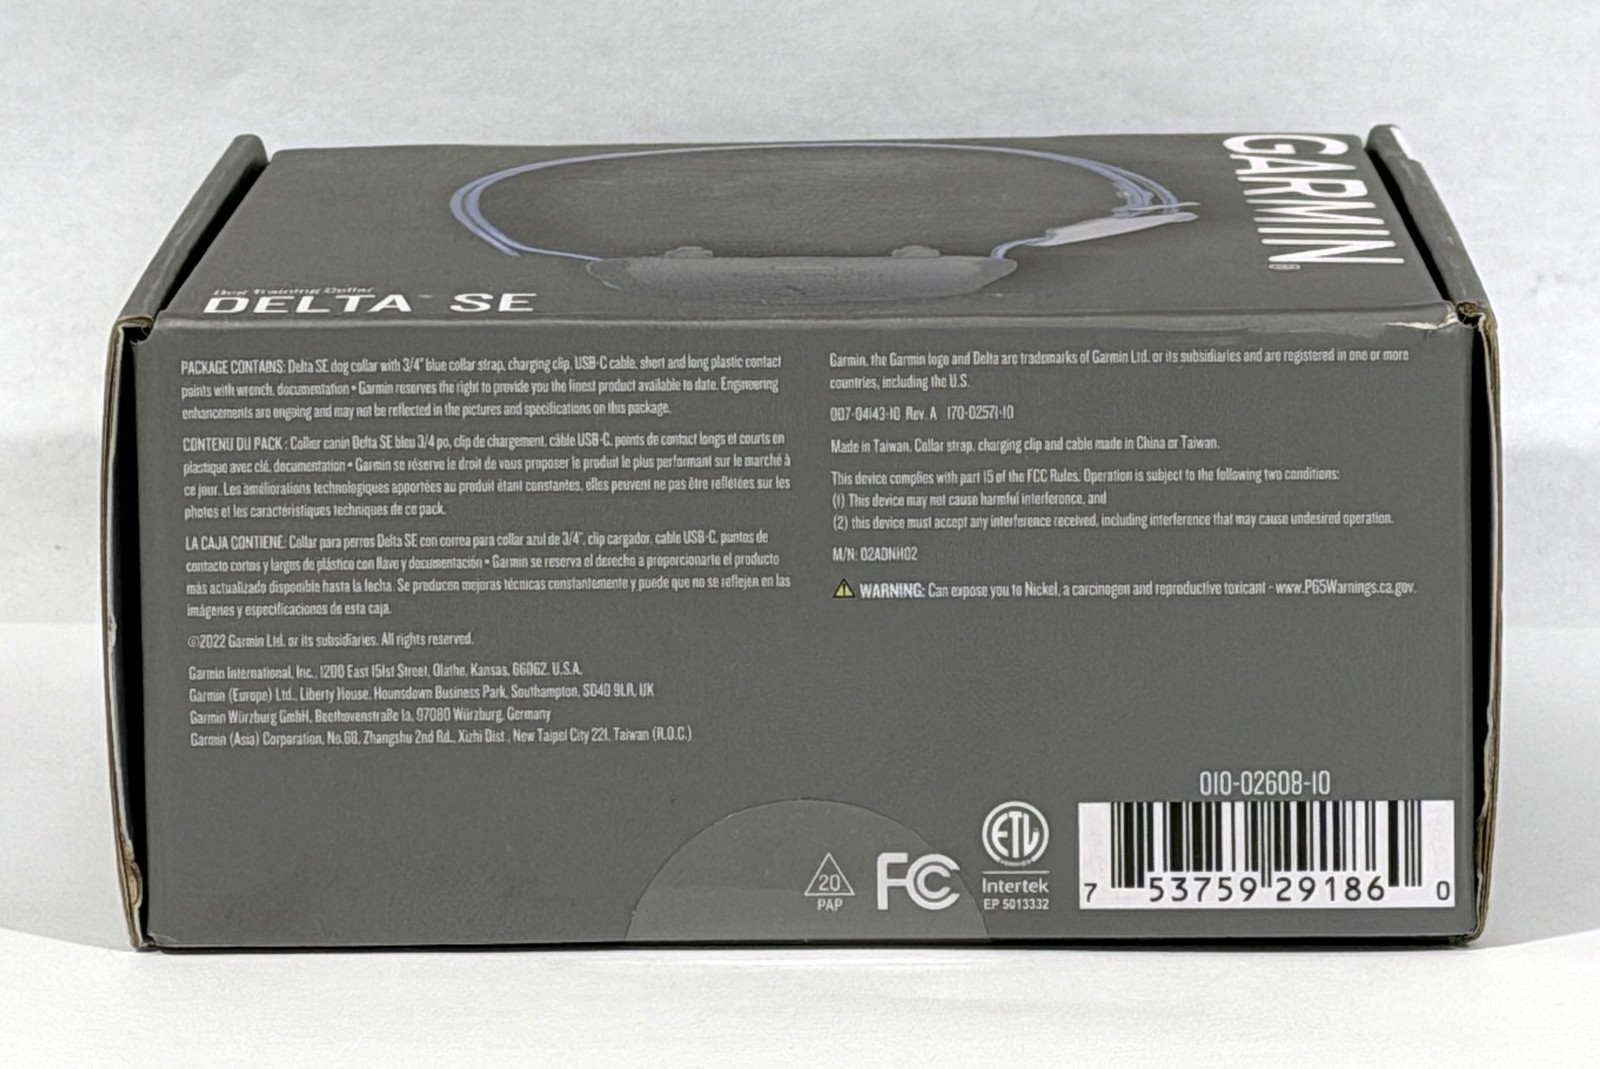 GARMIN
Dog Training Collar
DELTA™ SE
PACKAGE CONTAINS: Delta SE dog collar with 3/4" blue collar strap, charging clip, USB-C cable, short and long plastic contact
points with wrench, documentation • Garmin reserves the right to provide you the finest product available to date. Engineering
enhancements are ongoing and may not be reflected in the pictures and specifications on this package.
CONTENU DU PACK : Collier canin Delta SE bleu 3/4 po, clip de chargement, câble USB-C, points de contact longs et courts en
plastique avec clé, documentation • Garmin se réserve le droit de vous proposer le produit le plus performant sur le marché à
ce jour. Les améliorations technologiques apportées au produit étant constantes, elles peuvent ne pas être reflétées sur les
photos et les caractéristiques techniques de ce pack.
LA CAJA CONTIENE: Collar para perros Delta SE con correa para collar azul de 3/4", clip cargador, cable USB-C, puntos de
contacto cortos y largos de plástico con llave y documentación • Garmin se reserva el derecho a proporcionarte el producto
más actualizado disponible hasta la fecha. Se producen mejoras técnicas constantemente y puede que no se reflejen en las
imágenes y especificaciones de esta caja.
©2022 Garmin Ltd. or its subsidiaries. All rights reserved.
Garmin International, Inc., 1200 East 151st Street, Olathe, Kansas, 66062, U.S.A.
Garmin (Europe) Ltd., Liberty House, Hounsdown Business Park, Southampton, SO40 9LR, UK
Garmin Würzburg GmbH, Beethovenstraße 1a, 97080 Würzburg, Germany
Garmin (Asia) Corporation, No.68, Zhangshu 2nd Rd., Xizhi Dist., New Taipei City 221, Taiwan (R.O.C.)
Garmin, the Garmin logo and Delta are trademarks of Garmin Ltd. or its subsidiaries and are registered in one or more
countries, including the U.S.
007-04143-10 Rev. A 170-02571-10
Made in Taiwan. Collar strap, charging clip and cable made in China or Taiwan.
This device complies with part 15 of the FCC Rules. Operation is subject to the following two conditions:
(1) This device may not cause harmful interference, and
(2) this device must accept any interference received, including interference that may cause undesired operation.
M/N: 02ADNH02
WARNING: Can expose you to Nickel, a carcinogen and reproductive toxicant - www.P65Warnings.ca.gov.
20
PAP
FC
ETL
Intertek
EP 5013332
010-02608-10
7 53759 29186 0